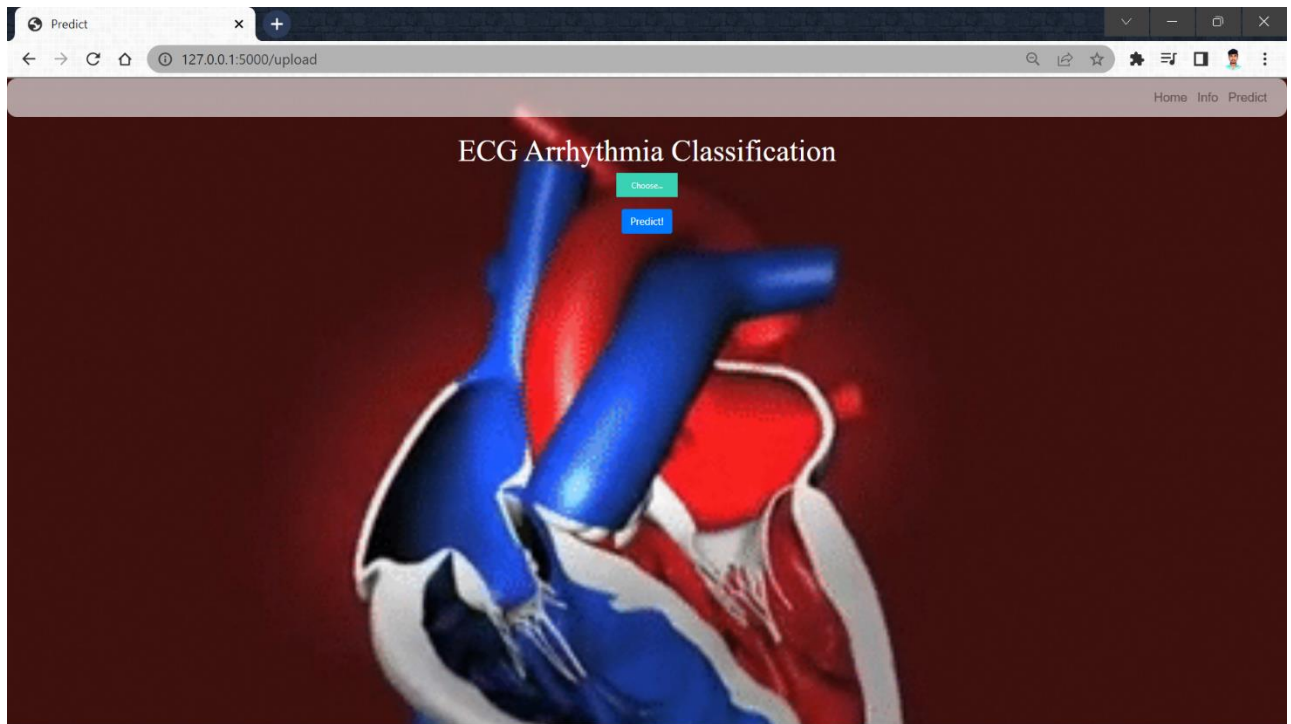 Predict
127.0.0.1:5000/upload
Home Info Predict
ECG Arrhythmia Classification
Choose...
Predict!